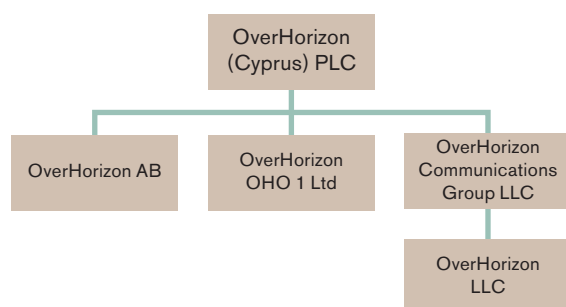 OverHorizon
(Cyprus) PLC
OverHorizon AB
OverHorizon
OHO 1 Ltd
OverHorizon
Communications
Group LLC
OverHorizon
LLC